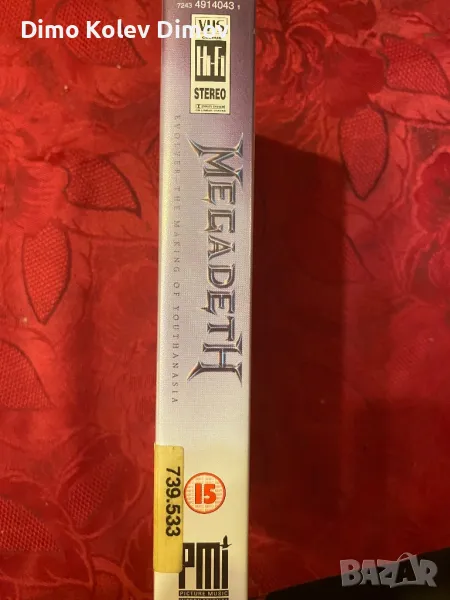 Dimo Kolev Dimov
7243 4914043 1
VHS
Hi-Fi
STEREO
MEGADETH
EVOLVER: THE MAKING OF YOUTHANASIA
15
739.533
PMi
PICTURE MUSIC
BAZAR